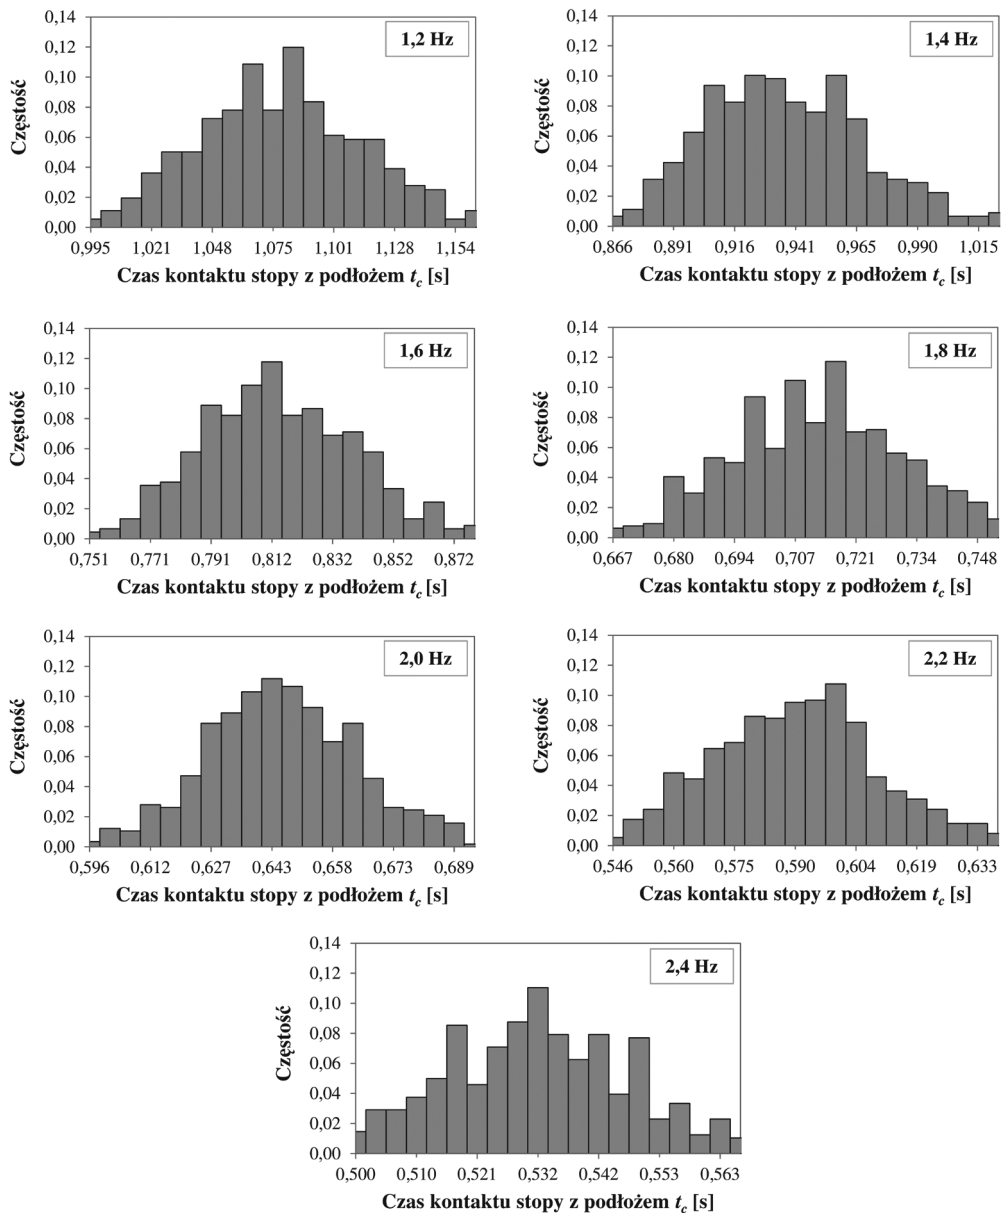 1,2 Hz
Częstość
0,14
0,12
0,10
0,08
0,06
0,04
0,02
0,00
0,995 1,021 1,048 1,075 1,101 1,128 1,154
Czas kontaktu stopy z podłożem tc [s]
1,4 Hz
Częstość
0,14
0,12
0,10
0,08
0,06
0,04
0,02
0,00
0,866 0,891 0,916 0,941 0,965 0,990 1,015
Czas kontaktu stopy z podłożem tc [s]
1,6 Hz
Częstość
0,14
0,12
0,10
0,08
0,06
0,04
0,02
0,00
0,751 0,771 0,791 0,812 0,832 0,852 0,872
Czas kontaktu stopy z podłożem tc [s]
1,8 Hz
Częstość
0,14
0,12
0,10
0,08
0,06
0,04
0,02
0,00
0,667 0,680 0,694 0,707 0,721 0,734 0,748
Czas kontaktu stopy z podłożem tc [s]
2,0 Hz
Częstość
0,14
0,12
0,10
0,08
0,06
0,04
0,02
0,00
0,596 0,612 0,627 0,643 0,658 0,673 0,689
Czas kontaktu stopy z podłożem tc [s]
2,2 Hz
Częstość
0,14
0,12
0,10
0,08
0,06
0,04
0,02
0,00
0,546 0,560 0,575 0,590 0,604 0,619 0,633
Czas kontaktu stopy z podłożem tc [s]
2,4 Hz
Częstość
0,14
0,12
0,10
0,08
0,06
0,04
0,02
0,00
0,500 0,510 0,521 0,532 0,542 0,553 0,563
Czas kontaktu stopy z podłożem tc [s]